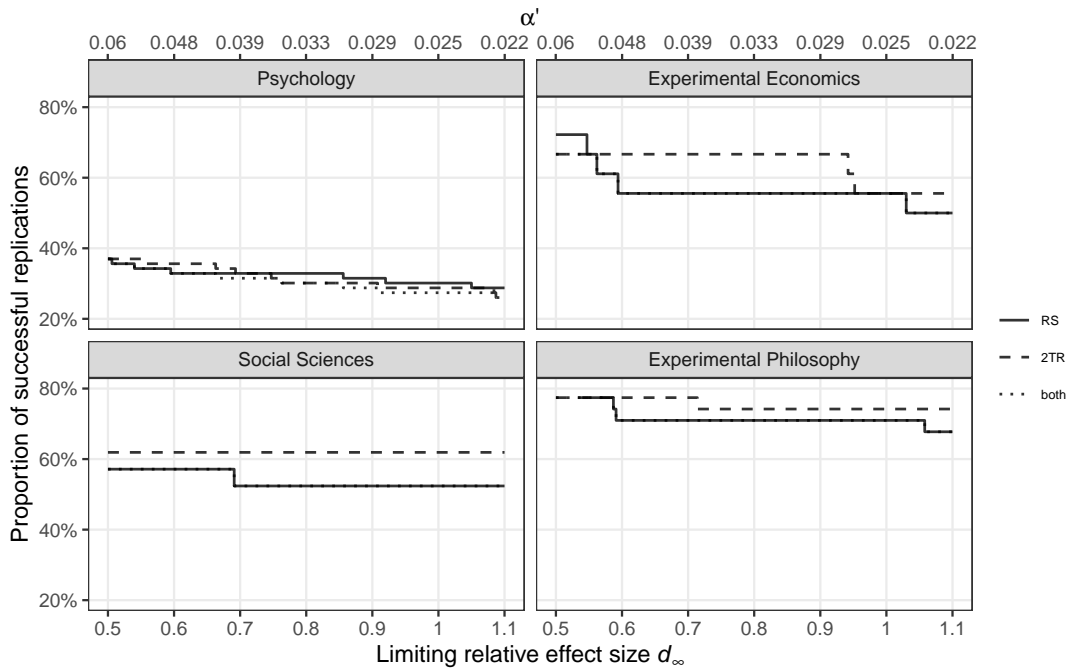 α'
0.06 0.048 0.039 0.033 0.029 0.025 0.022 0.06 0.048 0.039 0.033 0.029 0.025 0.022
Psychology Experimental Economics
80%
60%
40%
20%
Social Sciences Experimental Philosophy
80%
60%
40%
20%
0.5 0.6 0.7 0.8 0.9 1 1.1 0.5 0.6 0.7 0.8 0.9 1 1.1
Limiting relative effect size d∞
Proportion of successful replications
RS
2TR
both